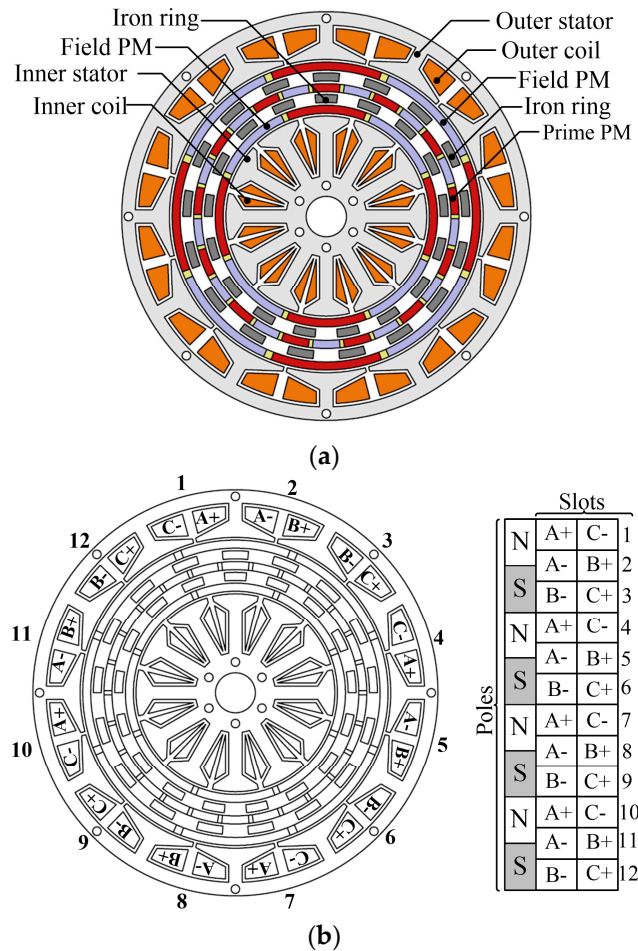 Iron ring
Field PM
Inner stator
Inner coil
Outer stator
Outer coil
Field PM
Iron ring
Prime PM
(a)
1
2
3
4
5
6
7
8
9
10
11
12
C- A+
A- B+
B- C+
C- A+
A- B+
B- C+
C- A+
A- B+
B- C+
C- A+
A- B+
B- C+
Slots
Poles
N
S
N
S
N
S
N
S
A+ C- 1
A- B+ 2
B- C+ 3
A+ C- 4
A- B+ 5
B- C+ 6
A+ C- 7
A- B+ 8
B- C+ 9
A+ C- 10
A- B+ 11
B- C+ 12
(b)